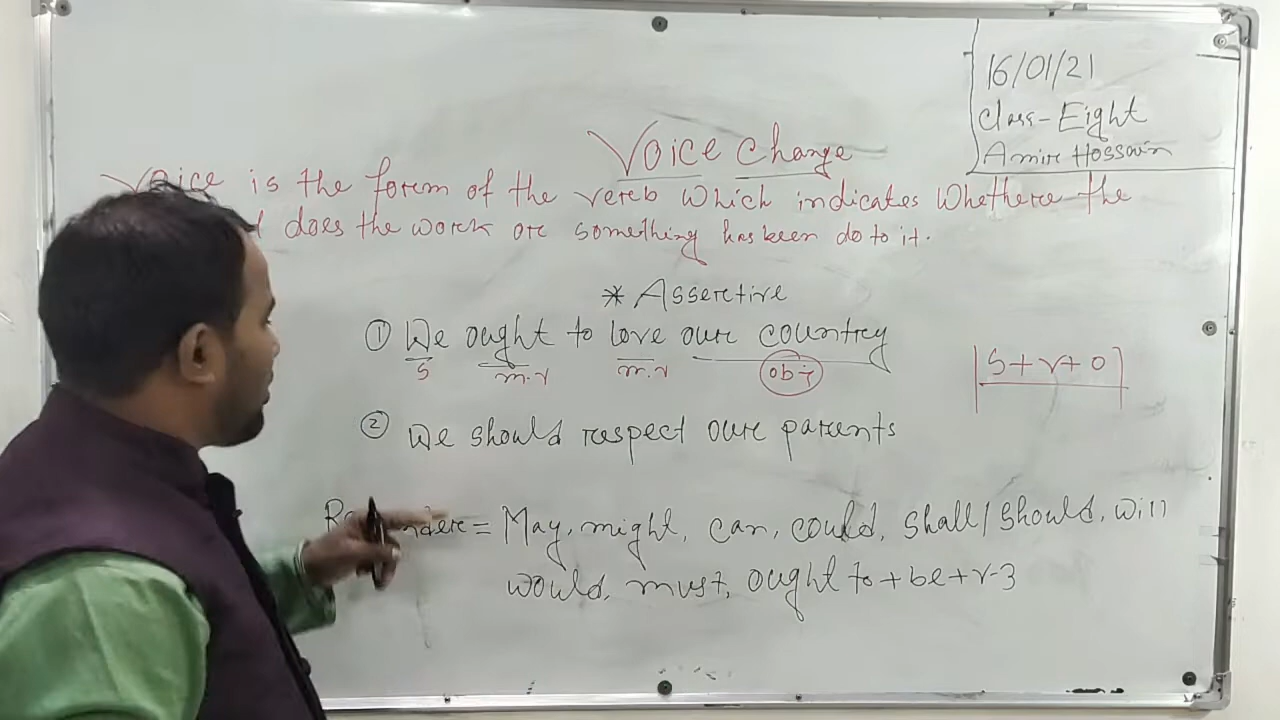 16/01/21
Class-Eight
Amir Hossain
Voice Change
Voice is the form of the verb which indicates whether the
does the work or something has been do to it.
* Assertive
① We ought to love our country
S m.v m.v obj
S+v+o
② We should respect our parents
= May, might, can, could, shall/should, will
would, must, ought to + be + v-3